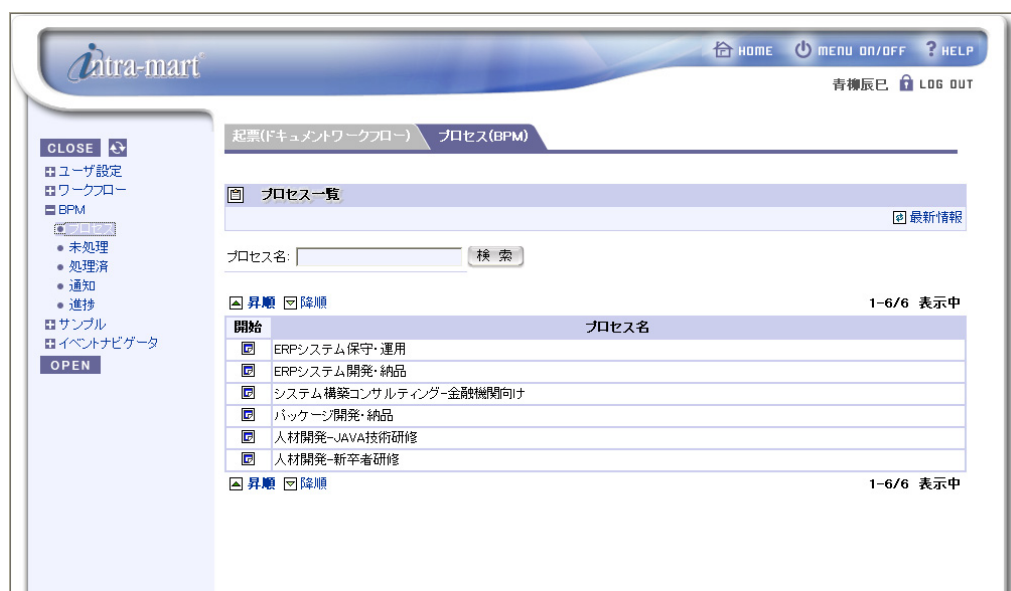 intra-mart
HOME MENU ON/OFF ? HELP
青柳辰巳 LOG OUT
起票(ドキュメントワークフロー) プロセス(BPM)
CLOSE
ユーザ設定
ワークフロー
BPM
プロセス
未処理
処理済
通知
進捗
サンプル
イベントナビゲータ
OPEN
プロセス一覧
最新情報
プロセス名: 検索
昇順 降順 1-6/6 表示中
開始 プロセス名
ERPシステム保守・運用
ERPシステム開発・納品
システム構築コンサルティング-金融機関向け
パッケージ開発・納品
人材開発-JAVA技術研修
人材開発-新卒者研修
昇順 降順 1-6/6 表示中